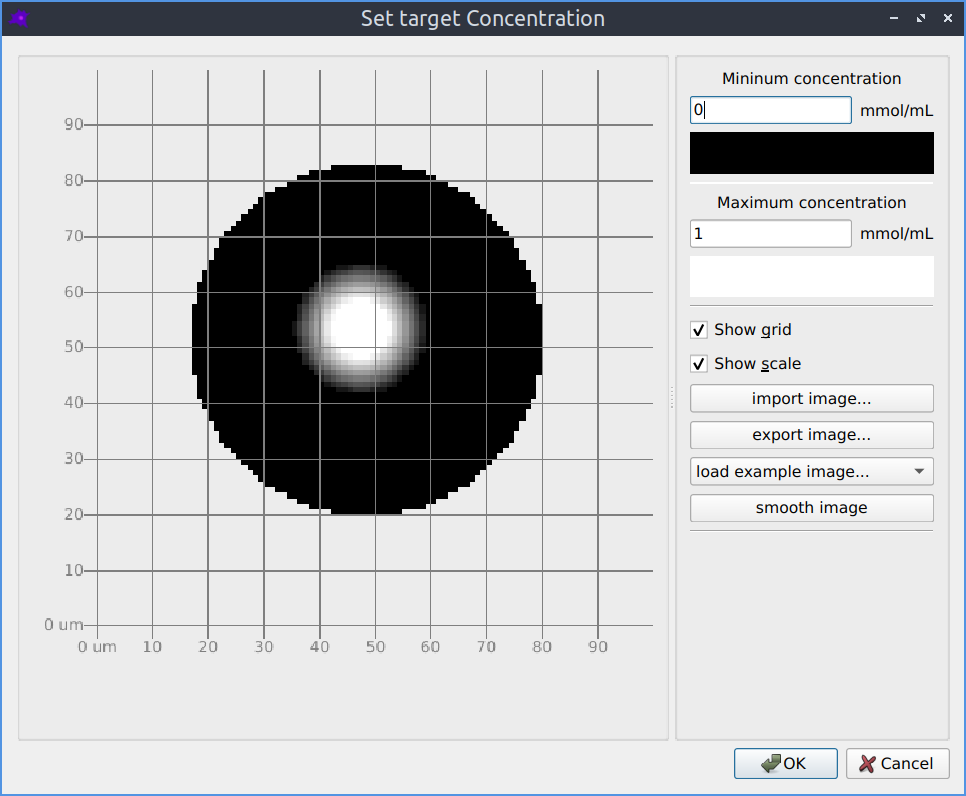 Set target Concentration
90
80
70
60
50
40
30
20
10
0 um
0 um 10 20 30 40 50 60 70 80 90
Mininum concentration
0 mmol/mL
Maximum concentration
1 mmol/mL
Show grid
Show scale
import image...
export image...
load example image...
smooth image
OK Cancel